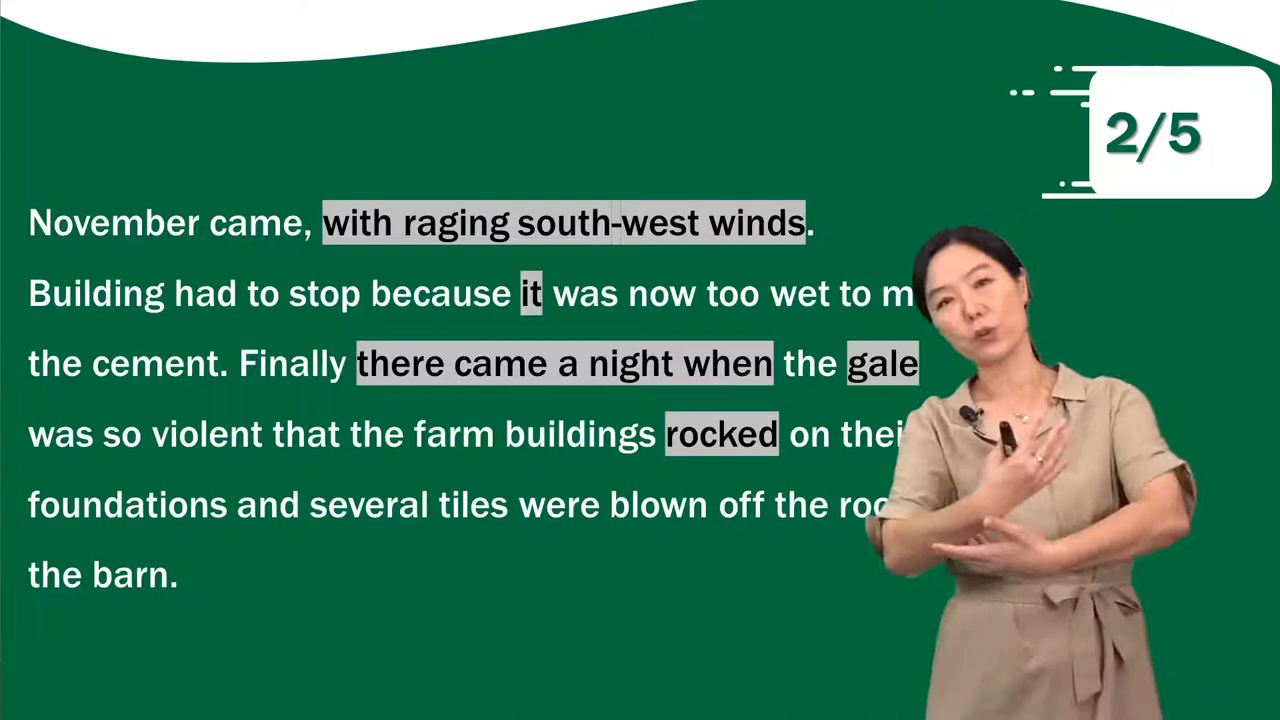 2/5
November came, with raging south-west winds.
Building had to stop because it was now too wet to
the cement. Finally there came a night when the gale
was so violent that the farm buildings rocked on
foundations and several tiles were blown off the
the barn.